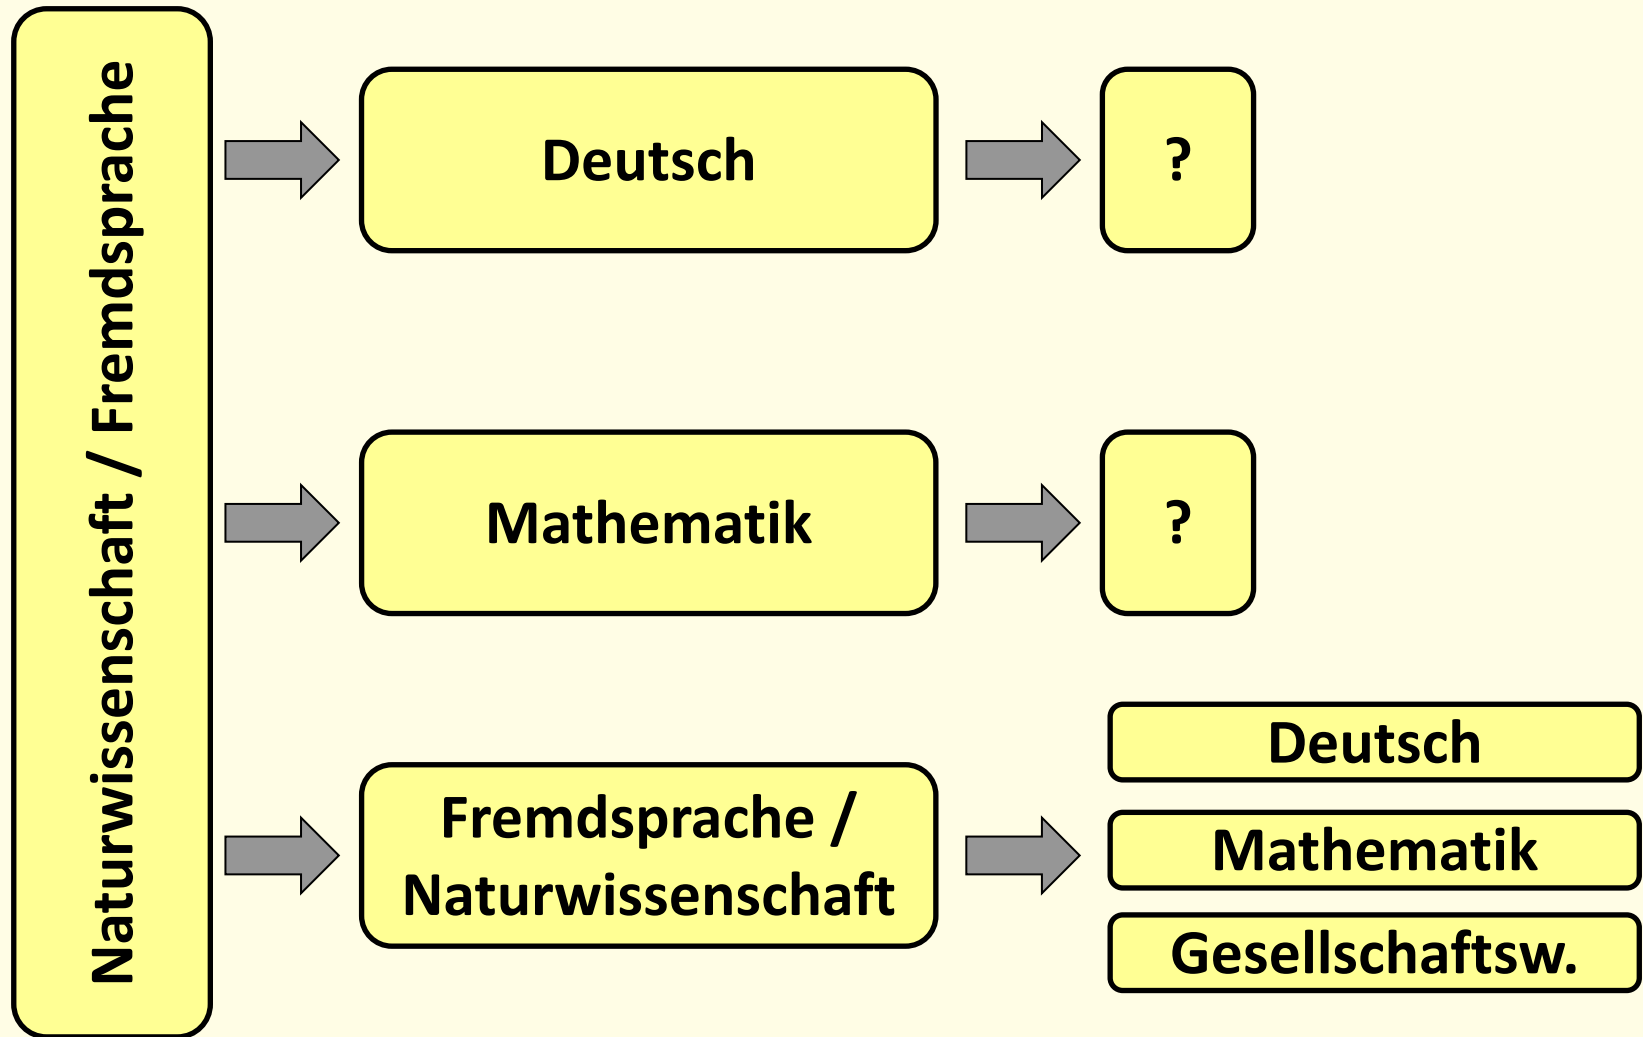 Naturwissenschaft / Fremdsprache
Deutsch
?
Mathematik
?
Fremdsprache /
Naturwissenschaft
Deutsch
Mathematik
Gesellschaftsw.